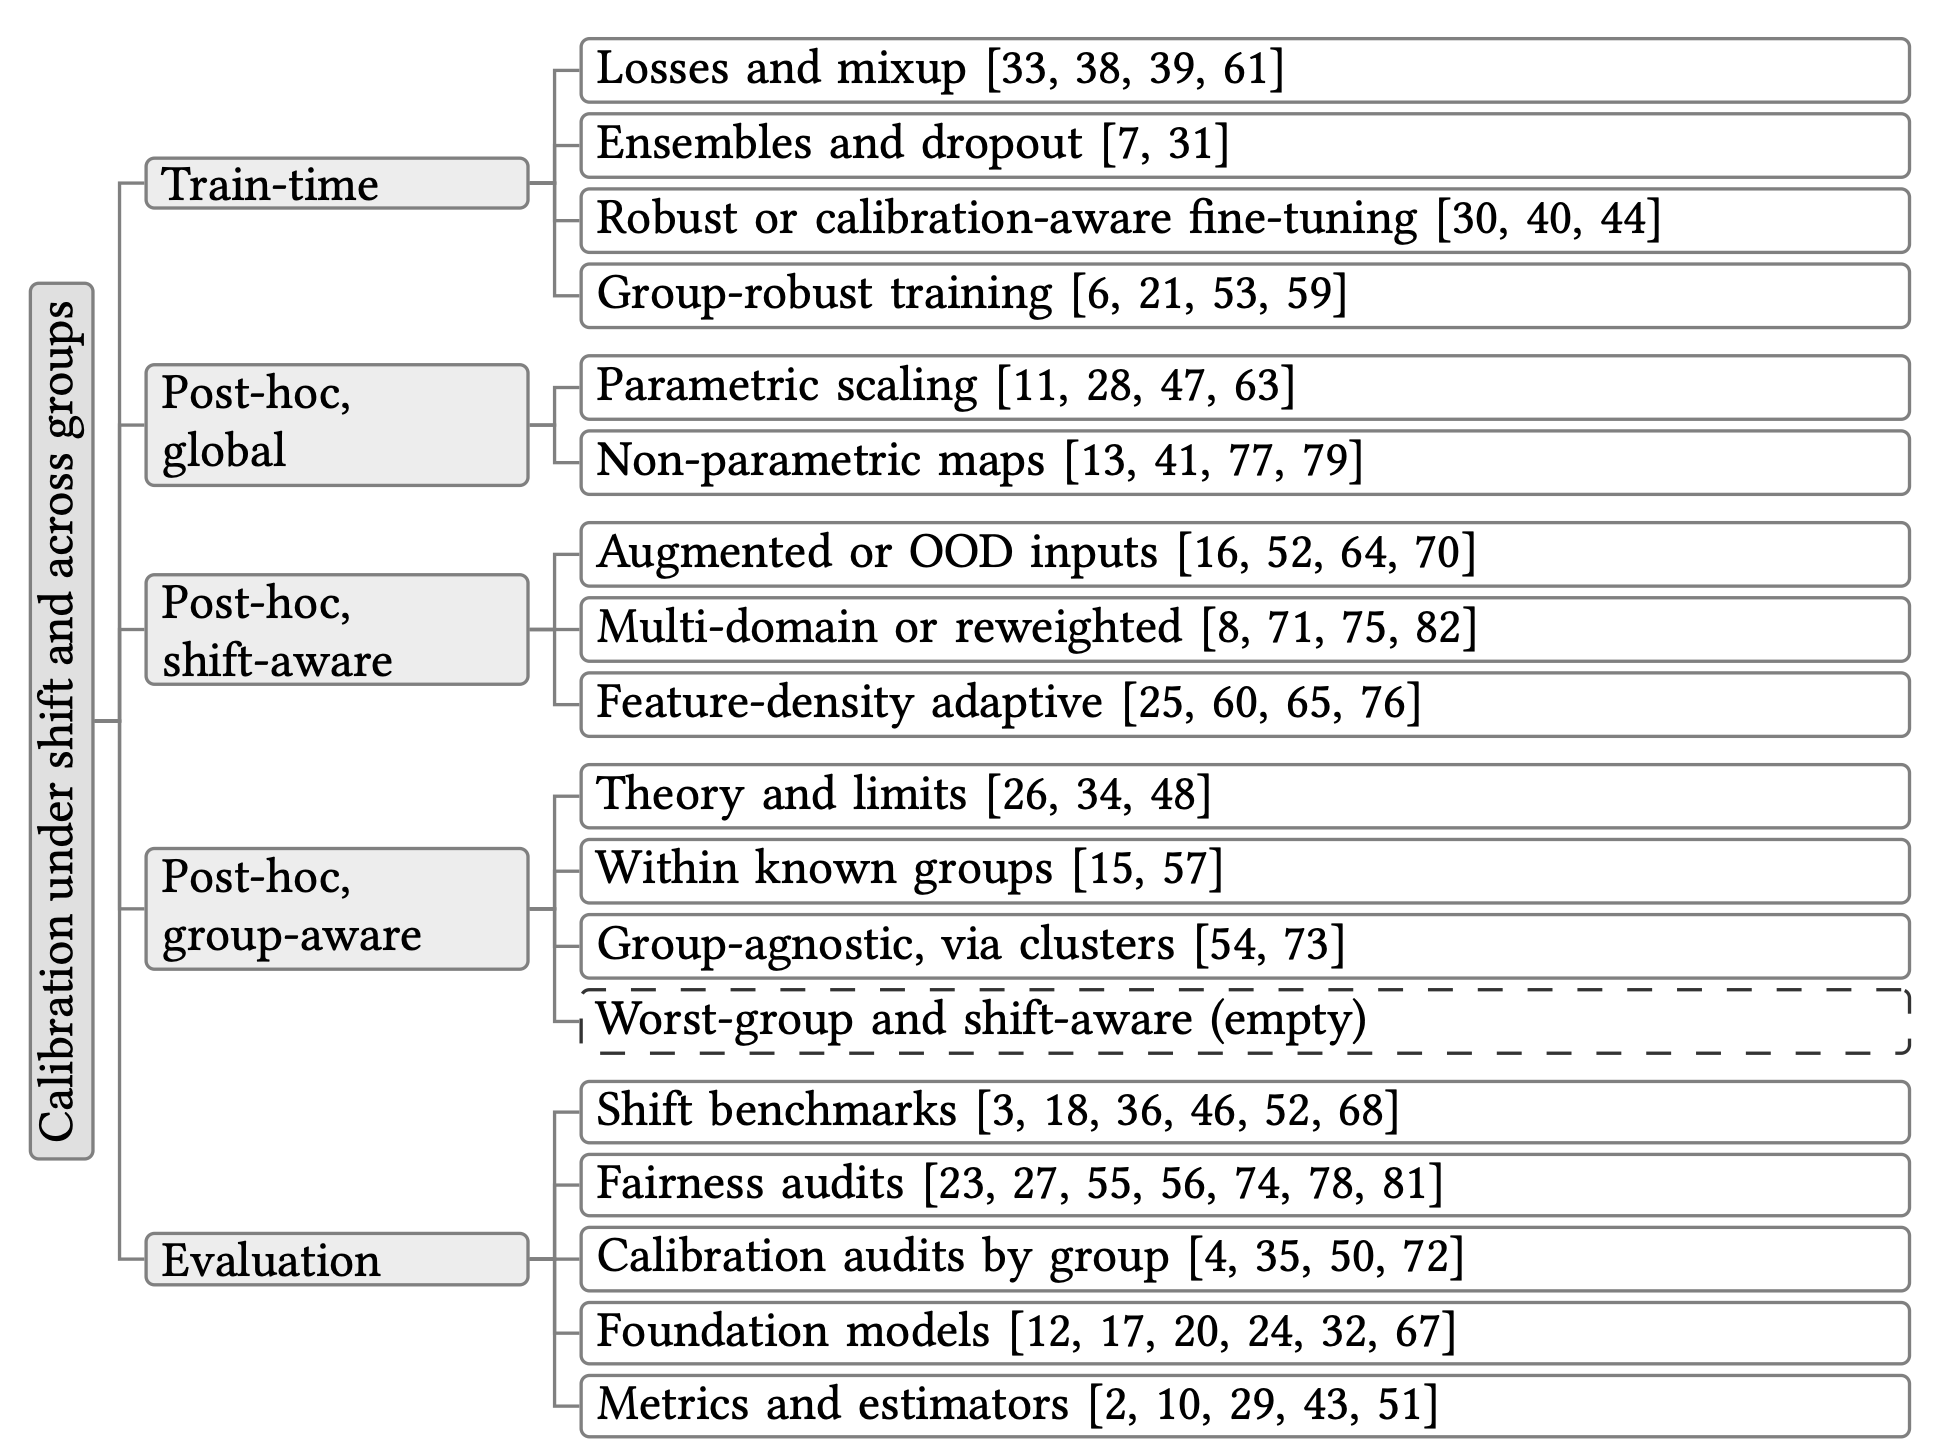 Calibration under shift and across groups
Train-time
Losses and mixup [33, 38, 39, 61]
Ensembles and dropout [7, 31]
Robust or calibration-aware fine-tuning [30, 40, 44]
Group-robust training [6, 21, 53, 59]
Post-hoc,
global
Parametric scaling [11, 28, 47, 63]
Non-parametric maps [13, 41, 77, 79]
Post-hoc,
shift-aware
Augmented or OOD inputs [16, 52, 64, 70]
Multi-domain or reweighted [8, 71, 75, 82]
Feature-density adaptive [25, 60, 65, 76]
Post-hoc,
group-aware
Theory and limits [26, 34, 48]
Within known groups [15, 57]
Group-agnostic, via clusters [54, 73]
Worst-group and shift-aware (empty)
Evaluation
Shift benchmarks [3, 18, 36, 46, 52, 68]
Fairness audits [23, 27, 55, 56, 74, 78, 81]
Calibration audits by group [4, 35, 50, 72]
Foundation models [12, 17, 20, 24, 32, 67]
Metrics and estimators [2, 10, 29, 43, 51]